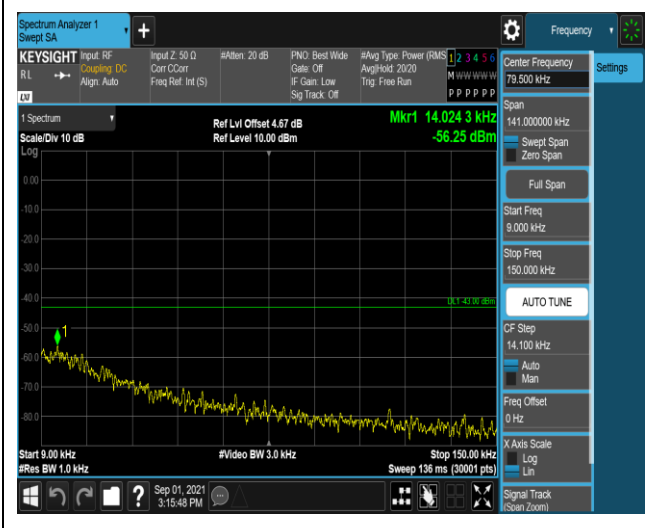 Spectrum Analyzer 1
Swept SA
+
Frequency
KEYSIGHT
RL
LXI
Input: RF
Coupling: DC
Align: Auto
Input Z: 50 Ω
Corr CCorr
Freq Ref: Int (S)
#Atten: 20 dB
PNO: Best Wide
Gate: Off
IF Gain: Low
Sig Track: Off
#Avg Type: Power (RMS
Avg|Hold: 20/20
Trig: Free Run
1 2 3 4 5 6
M W W W W W
P P P P P P
1 Spectrum
Scale/Div 10 dB
Log
Ref Lvl Offset 4.67 dB
Ref Level 10.00 dBm
Mkr1 14.024 3 kHz
-56.25 dBm
0.00
-10.0
-20.0
-30.0
-40.0
-50.0
-60.0
-70.0
-80.0
DL1 -43.00 dBm
1
Start 9.00 kHz
#Res BW 1.0 kHz
#Video BW 3.0 kHz
Stop 150.00 kHz
Sweep 136 ms (30001 pts)
?
Sep 01, 2021
3:15:48 PM
Center Frequency
79.500 kHz
Settings
Span
141.000000 kHz
Swept Span
Zero Span
Full Span
Start Freq
9.000 kHz
Stop Freq
150.000 kHz
AUTO TUNE
CF Step
14.100 kHz
Auto
Man
Freq Offset
0 Hz
X Axis Scale
Log
Lin
Signal Track
(Span Zoom)